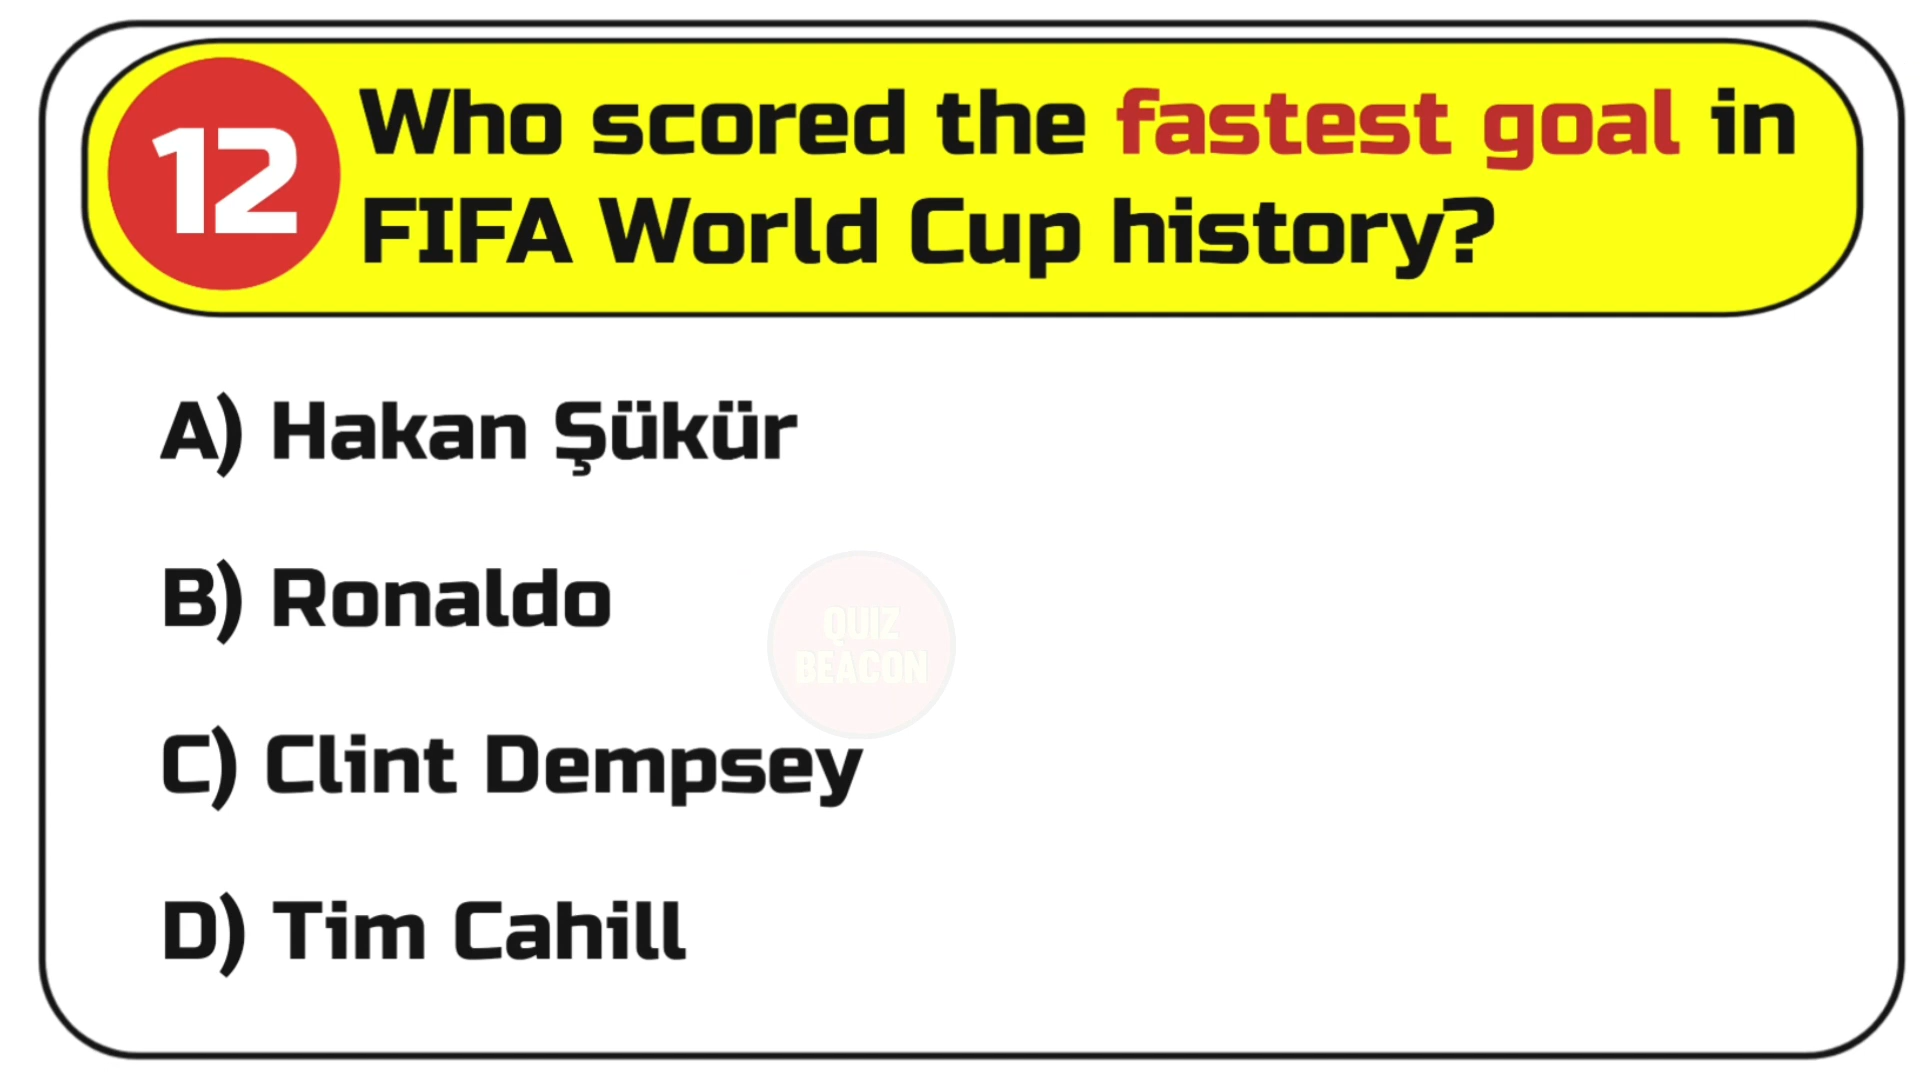 12
Who scored the fastest goal in
FIFA World Cup history?
A) Hakan Şükür
B) Ronaldo
QUIZ
BEACON
C) Clint Dempsey
D) Tim Cahill